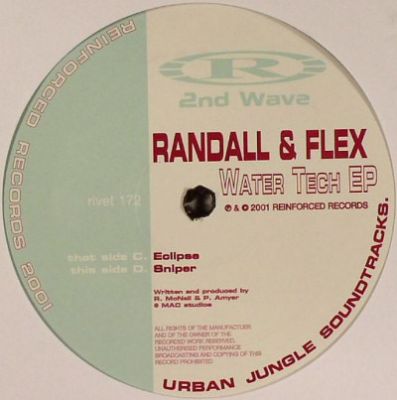 R
2nd Wave
RANDALL & FLEX
WATER TECH EP
℗ & © 2001 REINFORCED RECORDS
rivet 172
that side C. Eclipse
this side D. Sniper
Written and produced by
R. McNeil & P. Amyer
@ MAC studios
ALL RIGHTS OF THE MANUFACTUER
AND OF THE OWNER OF THE
RECORDED WORK RESERVED,
UNAUTHORISED PERFORMANCE
BROADCASTING AND COPYING OF THIS
RECORD PROHIBITED
REINFORCED RECORDS 2001
URBAN JUNGLE SOUNDTRACKS.